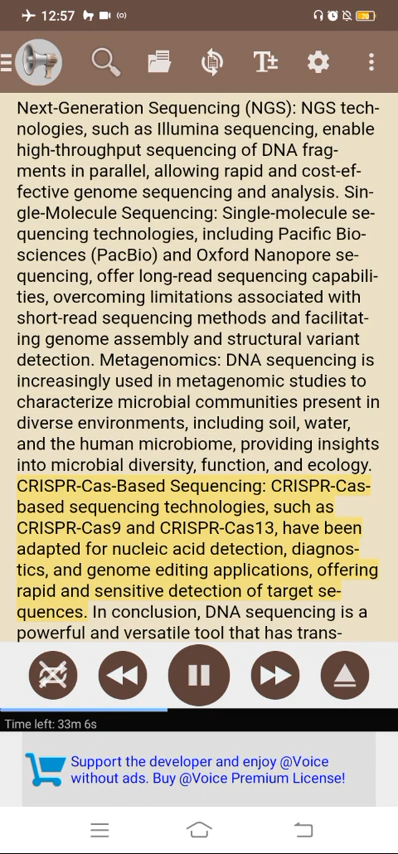 12:57
T±
Next-Generation Sequencing (NGS): NGS tech-
nologies, such as Illumina sequencing, enable
high-throughput sequencing of DNA frag-
ments in parallel, allowing rapid and cost-ef-
fective genome sequencing and analysis. Sin-
gle-Molecule Sequencing: Single-molecule se-
quencing technologies, including Pacific Bio-
sciences (PacBio) and Oxford Nanopore se-
quencing, offer long-read sequencing capabili-
ties, overcoming limitations associated with
short-read sequencing methods and facilitat-
ing genome assembly and structural variant
detection. Metagenomics: DNA sequencing is
increasingly used in metagenomic studies to
characterize microbial communities present in
diverse environments, including soil, water,
and the human microbiome, providing insights
into microbial diversity, function, and ecology.
CRISPR-Cas-Based Sequencing: CRISPR-Cas-
based sequencing technologies, such as
CRISPR-Cas9 and CRISPR-Cas13, have been
adapted for nucleic acid detection, diagnos-
tics, and genome editing applications, offering
rapid and sensitive detection of target se-
quences. In conclusion, DNA sequencing is a
powerful and versatile tool that has trans-
Time left: 33m 6s
Support the developer and enjoy @Voice
without ads. Buy @Voice Premium License!